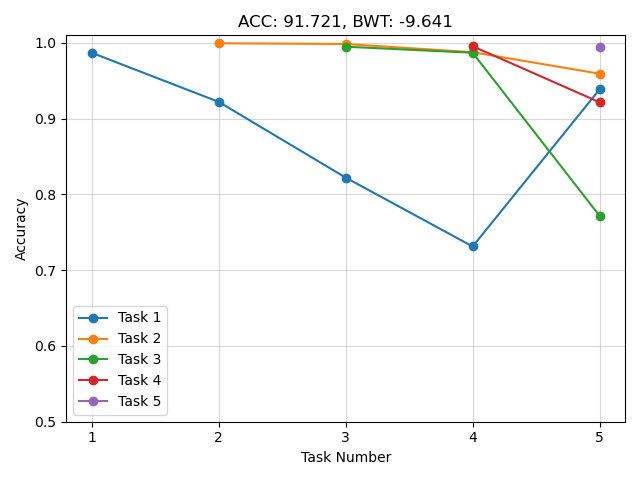 ACC: 91.721, BWT: -9.641
1.0
0.9
0.8
0.7
0.6
0.5
Accuracy
Task 1
Task 2
Task 3
Task 4
Task 5
1 2 3 4 5
Task Number